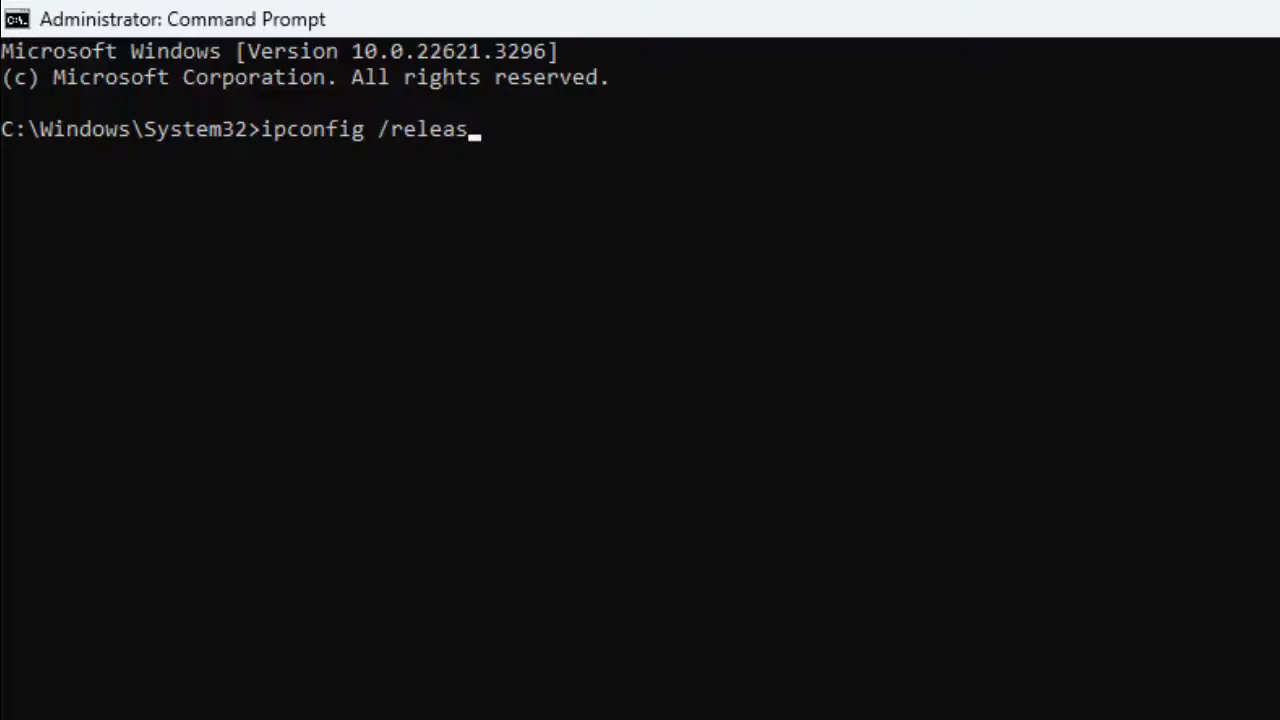 Administrator: Command Prompt
Microsoft Windows [Version 10.0.22621.3296]
(c) Microsoft Corporation. All rights reserved.
C:\Windows\System32>ipconfig /releas